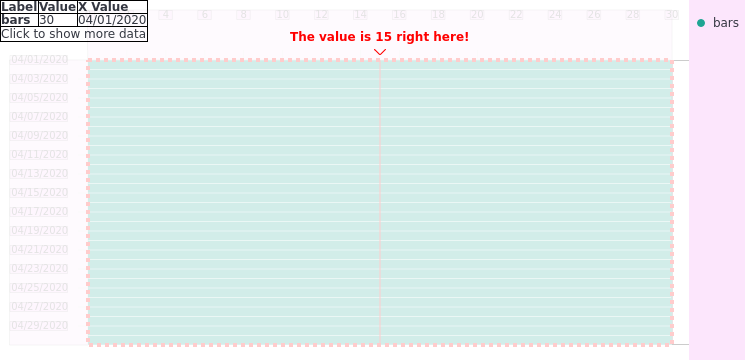 Label Value X Value
bars 30 04/01/2020
Click to show more data
4 6 8 10 12 14 16 18 20 22 24 26 28 30
The value is 15 right here!
bars
04/01/2020
04/03/2020
04/05/2020
04/07/2020
04/09/2020
04/11/2020
04/13/2020
04/15/2020
04/17/2020
04/19/2020
04/21/2020
04/23/2020
04/25/2020
04/27/2020
04/29/2020